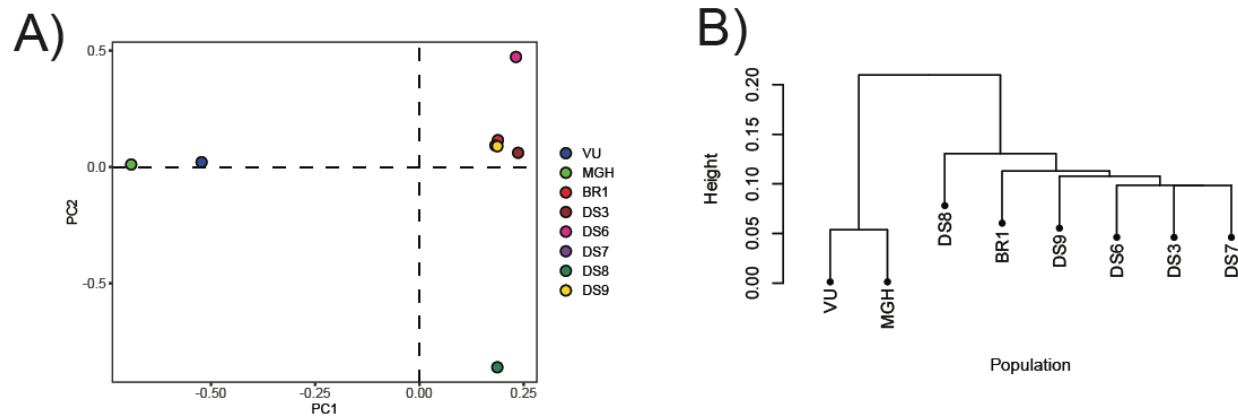 A)
0.5
0.0
-0.5
-0.50
-0.25
0.00
0.25
PC1
PC2
VU
MGH
BR1
DS3
DS6
DS7
DS8
DS9
B)
0.20
0.15
0.10
0.05
0.00
Height
VU
MGH
DS8
BR1
DS9
DS6
DS3
DS7
Population